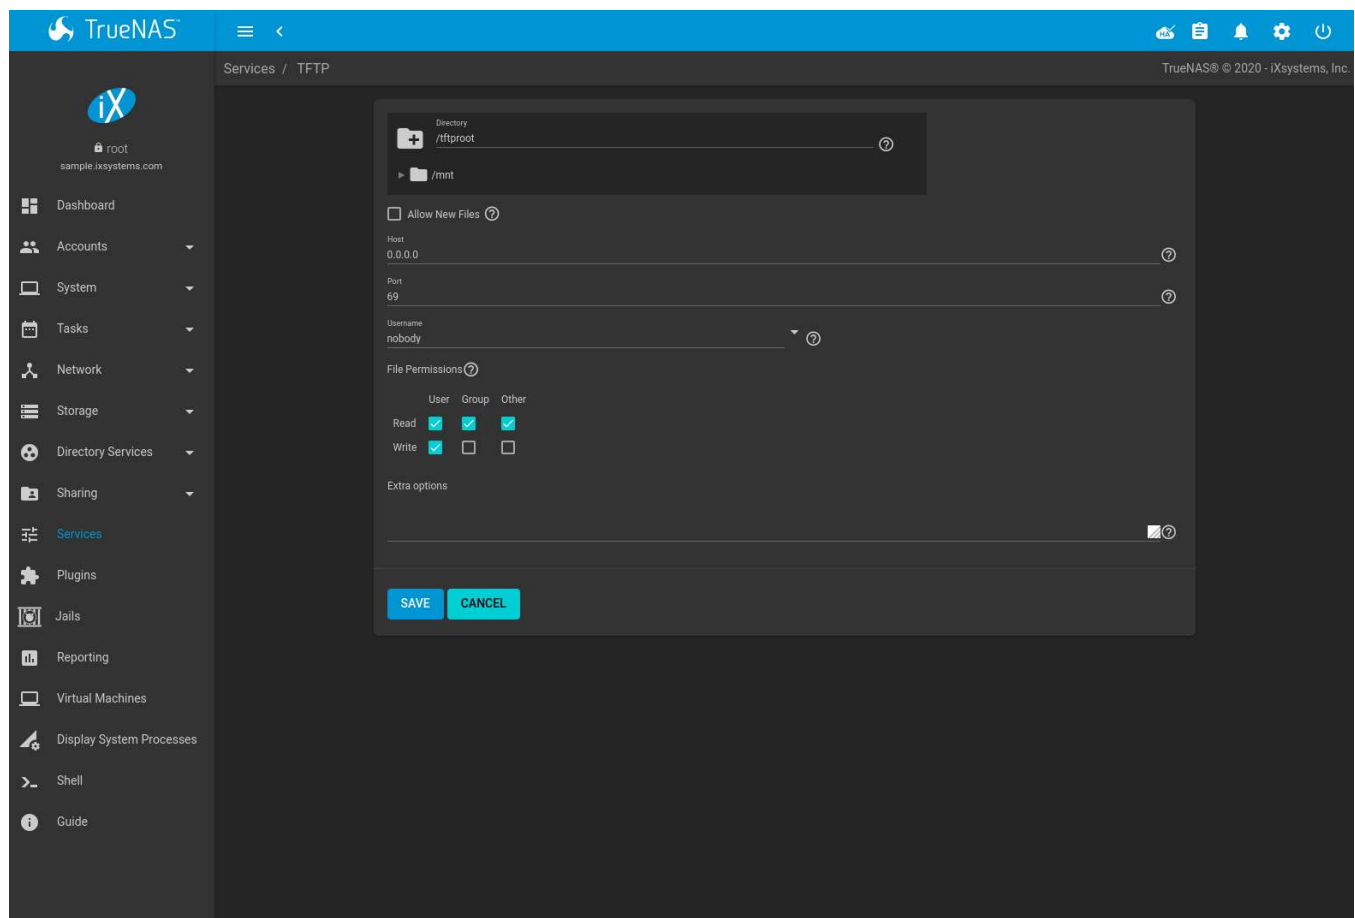 TrueNAS™
HA
Services / TFTP
TrueNAS® © 2020 - iXsystems, Inc.
iX
root
sample.ixsystems.com
Dashboard
Accounts
System
Tasks
Network
Storage
Directory Services
Sharing
Services
Plugins
Jails
Reporting
Virtual Machines
Display System Processes
Shell
Guide
Directory
/tftproot
/mnt
Allow New Files
Host
0.0.0.0
Port
69
Username
nobody
File Permissions
User Group Other
Read
Write
Extra options
SAVE CANCEL